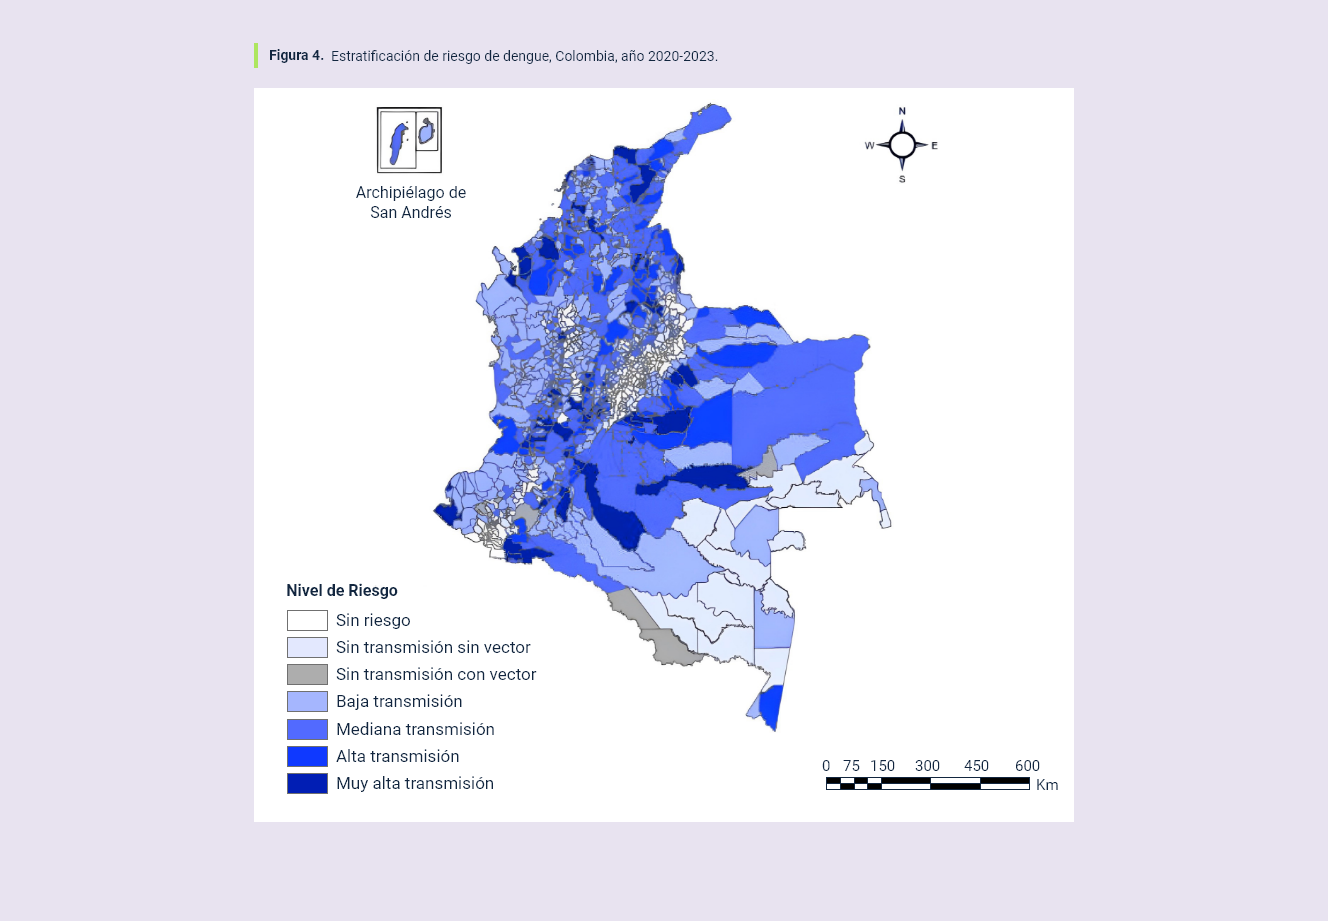 Figura 4. Estratificación de riesgo de dengue, Colombia, año 2020-2023.
Archipiélago de
San Andrés
N
W E
S
Nivel de Riesgo
Sin riesgo
Sin transmisión sin vector
Sin transmisión con vector
Baja transmisión
Mediana transmisión
Alta transmisión
Muy alta transmisión
0 75 150 300 450 600
Km